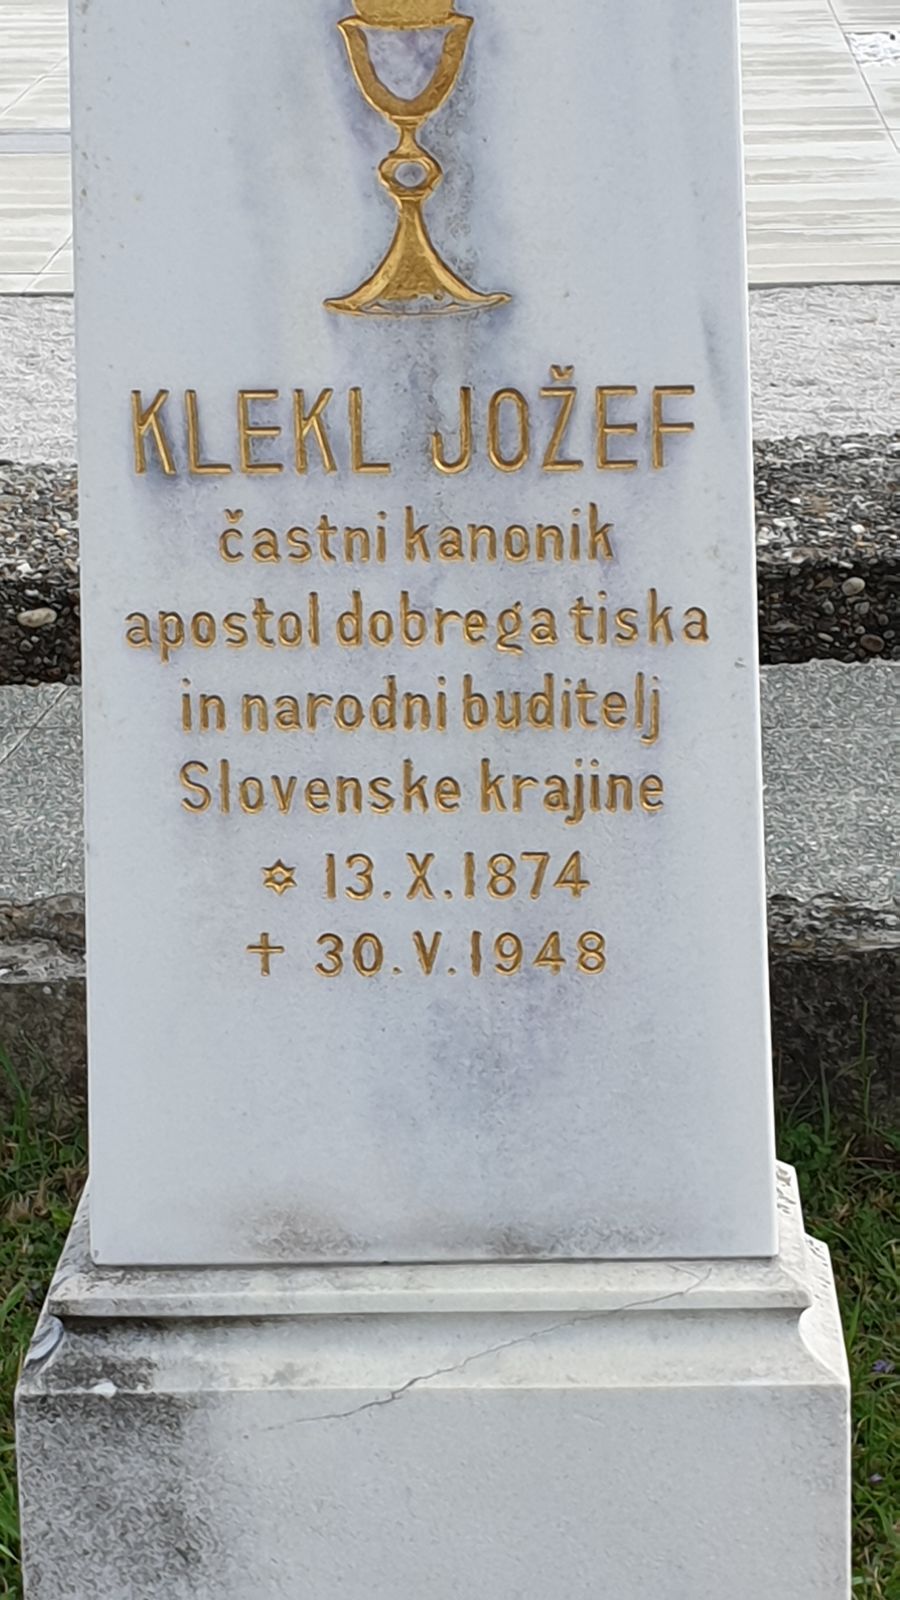 KLEKL JOŽEF
častni kanonik
apostol dobrega tiska
in narodni buditelj
Slovenske krajine
✡ 13. X. 1874
✝ 30. V. 1948